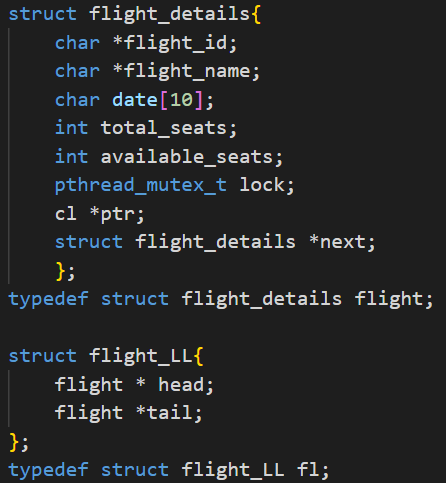 struct flight_details{
    char *flight_id;
    char *flight_name;
    char date[10];
    int total_seats;
    int available_seats;
    pthread_mutex_t lock;
    cl *ptr;
    struct flight_details *next;
    };
typedef struct flight_details flight;

struct flight_LL{
    flight * head;
    flight *tail;
};
typedef struct flight_LL fl;